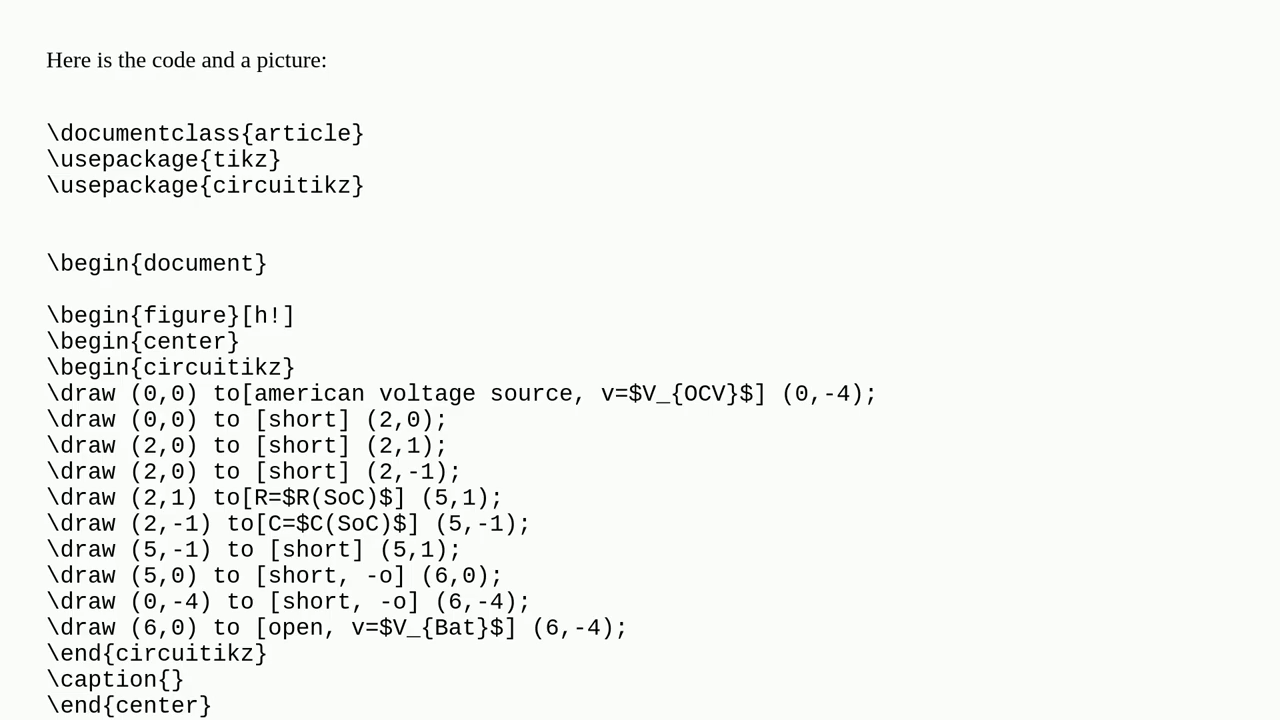 Here is the code and a picture:
\documentclass{article}
\usepackage{tikz}
\usepackage{circuitikz}
\begin{document}
\begin{figure}[h!]
\begin{center}
\begin{circuitikz}
\draw (0,0) to[american voltage source, v=$V_{OCV}$] (0,-4);
\draw (0,0) to [short] (2,0);
\draw (2,0) to [short] (2,1);
\draw (2,0) to [short] (2,-1);
\draw (2,1) to[R=$R(SoC)$] (5,1);
\draw (2,-1) to[C=$C(SoC)$] (5,-1);
\draw (5,-1) to [short] (5,1);
\draw (5,0) to [short, -o] (6,0);
\draw (0,-4) to [short, -o] (6,-4);
\draw (6,0) to [open, v=$V_{Bat}$] (6,-4);
\end{circuitikz}
\caption{}
\end{center}